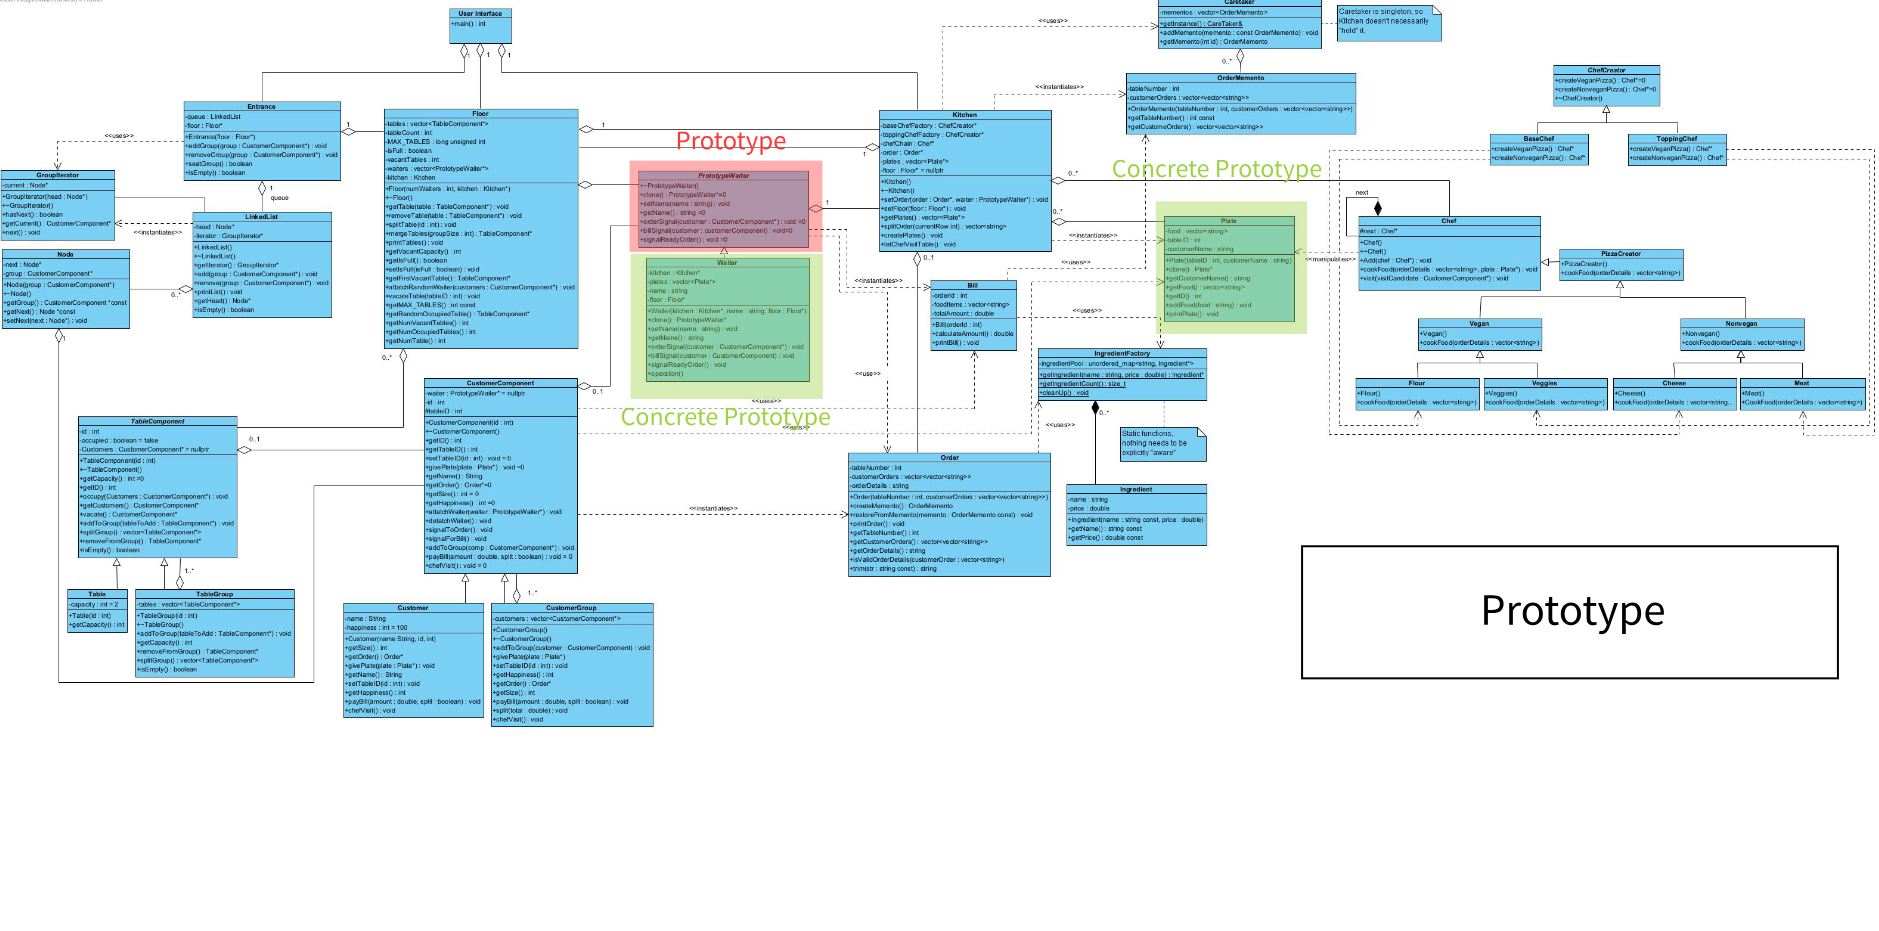 User Interface
+main() : int
Caretaker
-mementos : vector<OrderMemento>
+getInstance() : CareTaker&
+addMemento(memento : const OrderMemento) : void
+getMemento(int id) : OrderMemento
Caretaker is singleton, so
Kitchen doesn't necessarily
"hold" it.
<<uses>>
0..*
OrderMemento
-tableNumber : int
-customerOrders : vector<vector<string>>
+OrderMemento(tableNumber : int, customerOrders : vector<vector<string>>)
+getTableNumber() : int const
+getCustomeOrders() : vector<vector<string>>
<<instantiates>>
ChefCreator
+createVeganPizza() : Chef*=0
+createNonveganPizza() : Chef*=0
+~ChefCreator()
BaseChef
+createVeganPizza() : Chef*
+createNonveganPizza() : Chef*
ToppingChef
+createVeganPizza() : Chef*
+createNonveganPizza() : Chef*
1
1
1
Entrance
-queue : LinkedList
-floor : Floor*
+Entrance(floor : Floor*)
+addGroup(group : CustomerComponent*) : void
+removeGroup(group : CustomerComponent*) : void
+seatGroup() : boolean
+isEmpty() : boolean
<<uses>>
1
1
queue
GroupIterator
-current : Node*
+GroupIterator(head : Node*)
+~GroupIterator()
+hasNext() : boolean
+getCurrent() : CustomerComponent*
+next() : void
<<instantiates>>
LinkedList
-head : Node*
-iterator : GroupIterator*
+LinkedList()
+~LinkedList()
+getIterator() : GroupIterator*
+add(group : CustomerComponent*) : void
+remove(group : CustomerComponent*) : void
+printList() : void
+getHead() : Node*
+isEmpty() : boolean
0..*
Node
-next : Node*
-group : CustomerComponent*
+Node(group : CustomerComponent*)
+~Node()
+getGroup() : CustomerComponent *const
+getNext() : Node *const
+setNext(next : Node*) : void
1
Floor
-tables : vector<TableComponent*>
-tableCount : int
-MAX_TABLES : long unsigned int
-isFull : boolean
-vacantTables : int
-waiters : vector<PrototypeWaiter*>
-kitchen : Kitchen
+Floor(numWaiters : int, kitchen : Kitchen*)
+~Floor()
+getTable(table : TableComponent*) : void
+removeTable(table : TableComponent*) : void
+splitTable(id : int) : void
+mergeTables(groupSize : int) : TableComponent*
+printTables() : void
+getVacantCapacity() : int
+getIsFull() : boolean
+setIsFull(isFull : boolean) : void
+getFirstVacantTable() : TableComponent*
+attatchRandomWaiter(customers : CustomerComponent*) : void
+vacateTable(tableID : int) : void
+getMAX_TABLES() : int const
+getRandomOccupiedTable() : TableComponent*
+getNumVacantTables() : int
+getNumOccupiedTables() : int
+getNumTable() : int
0..*
1
1
Prototype
PrototypeWaiter
+~PrototypeWaiter()
+clone() : PrototypeWaiter*=0
+setName(name : string) : void
+getName() : string =0
+orderSignal(customer : CustomerComponent*) : void =0
+billSignal(customer : customerComponent) : void=0
+signalReadyOrder() : void =0
1
Waiter
-kitchen : Kitchen*
-plates : vector<Plate*>
-name : string
-floor : Floor*
+Waiter(kitchen : Kitchen*, name : string, floor : Floor*)
+clone() : PrototypeWaiter*
+setName(name : string) : void
+getName() : string
+orderSignal(customer : CustomerComponent*) : void
+billSignal(customer : CustomerComponent) : void
+signalReadyOrder() : void
+operation()
Concrete Prototype
Kitchen
-baseChefFactory : ChefCreator*
-toppingChefFactory : ChefCreator*
-chefChain : Chef*
-order : Order*
-plates : vector<Plate*>
-floor : Floor* = nullptr
+Kitchen()
+~Kitchen()
+setOrder(order : Order*, waiter : PrototypeWaiter*) : void
+setFloor(floor : Floor*) : void
+getPlates() : vector<Plate*>
+splitOrder(currentRow int) : vector<string>
+createPlates() : void
+letChefVisitTable() : void
0..*
0..*
0..1
<<instantiates>>
<<uses>>
<<instantiates>>
Concrete Prototype
Plate
-food : vector<string>
-tableID : int
-customerName : string
+Plate(tableID : int, customerName : string)
+clone() : Plate*
+getCustomerName() : string
+getFood() : vector<string>
+getID() : int
+addFood(food : string) : void
+printPlate() : void
<<manipulates>>
next
Chef
#next : Chef*
+Chef()
+~Chef()
+Add(chef : Chef*) : void
+cookFood(orderDetails : vector<string>, plate : Plate*) : void
+visit(visitCandidate : CustomerComponent*) : void
PizzaCreator
+PizzaCreator()
+cookFood(orderDetails : vector<string>)
Vegan
+Vegan()
+cookFood(orderDetails : vector<string>)
Nonvegan
+Nonvegan()
+cookFood(orderDetails : vector<string>)
Flour
+Flour()
+cookFood(orderDetails : vector<string>)
Veggies
+Veggies()
+cookFood(orderDetails : vector<string>)
Cheese
+Cheese()
+cookFood(orderDetails : vector<string...
Meat
+Meat()
+CookFood(orderDetails : vector<string>)
Bill
-orderId : int
-foodItems : vector<string>
-totalAmount : double
+Bill(orderId : int)
+calculateAmount() : double
+printBill() : void
<<uses>>
IngredientFactory
-ingredientPool : unordered_map<string, Ingredient*>
+getIngredient(name : string, price : double) : Ingredient*
+getIngredientCount() : size_t
+cleanUp() : void
0..*
<<uses>>
Static functions,
nothing needs to be
explicitly "aware"
Ingredient
-name : string
-price : double
+Ingredient(name : string const, price : double)
+getName() : string const
+getPrice() : double const
<<use>>
<<uses>>
Order
-tableNumber : int
-customerOrders : vector<vector<string>>
-orderDetails : string
+Order(tableNumber : int, customerOrders : vector<vector<string>>)
+createMemento() : OrderMemento
+restoreFromMemento(memento : OrderMemento const) : void
+printOrder() : void
+getTableNumber() : int
+getCustomerOrders() : vector<vector<string>>
+getOrderDetails() : string
+isValidOrderDetails(customerOrder : vector<string>)
+trim(str : string const) : string
<<instantiates>>
CustomerComponent
-waiter : PrototypeWaiter* = nullptr
-id : int
#tableID : int
+CustomerComponent(id : int)
+~CustomerComponent()
+getID() : int
+getTableID() : int
+setTableID(id : int) : void = 0
+givePlate(plate : Plate*) : void =0
+getName() : String
+getOrder() : Order*=0
+getSize() : int = 0
+getHappiness() : int =0
+attatchWaiter(waiter : PrototypeWaiter*) : void
+detatchWaiter() : void
+signalToOrder() : void
+signalForBill() : void
+addToGroup(comp : CustomerComponent*) : void
+payBill(amount : double, split : boolean) : void = 0
+chefVisit() : void = 0
0..1
0..1
TableComponent
-id : int
-occupied : boolean = false
-Customers : CustomerComponent* = nullptr
+TableComponent(id : int)
+~TableComponent()
+getCapacity() : int =0
+getID() : int
+occupy(Customers : CustomerComponent*) : void
+getCustomers() : CustomerComponent*
+vacate() : CustomerComponent*
+addToGroup(tableToAdd : TableComponent*) : void
+splitGroup() : vector<TableComponent*>
+removeFromGroup() : TableComponent*
+isEmpty() : boolean
1..*
Table
-capacity : int = 2
+Table(id : int)
+getCapacity() : int
TableGroup
-tables : vector<TableComponent*>
+TableGroup(id : int)
+~TableGroup()
+addToGroup(tableToAdd : TableComponent*) : void
+getCapacity() : int
+removeFromGroup() : TableComponent*
+splitGroup() : vector<TableComponent*>
+isEmpty() : boolean
1..*
Customer
-name : String
-happiness : int = 100
+Customer(name String, id, int)
+getSize() : int
+getOrder() : Order*
+givePlate(plate : Plate*) : void
+getName() : String
+setTableID(id : int) : void
+getHappiness() : int
+payBill(amount : double, split : boolean) : void
+chefVisit() : void
CustomerGroup
-customers : vector<CustomerComponent*>
+CustomerGroup()
+~CustomerGroup()
+addToGroup(customer : CustomerComponent) : void
+givePlate(plate : Plate*)
+setTableID(id : int) : void
+getHappiness() : int
+getOrder() : Order*
+getSize() : int
+payBill(amount : double, split : boolean) : void
+split(total : double) : void
+chefVisit() : void
Prototype